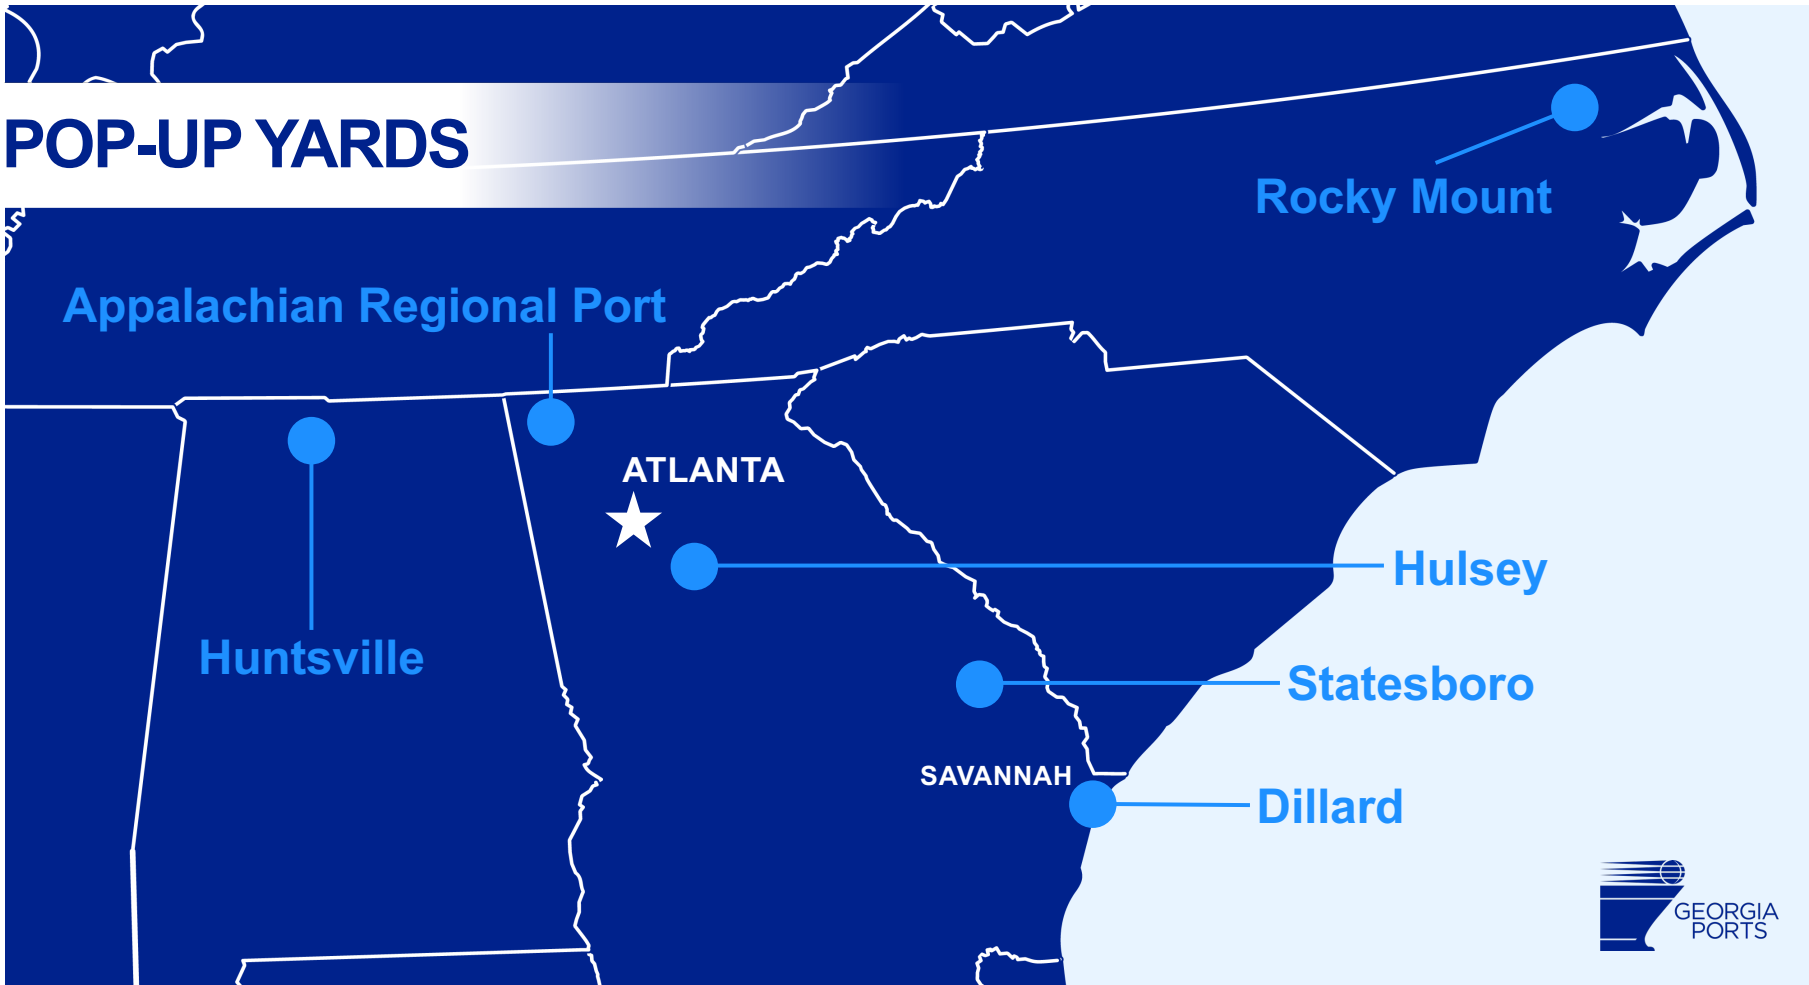 POP-UP YARDS
Rocky Mount
Appalachian Regional Port
ATLANTA
Hulsey
Huntsville
Statesboro
SAVANNAH
Dillard
GEORGIA
PORTS